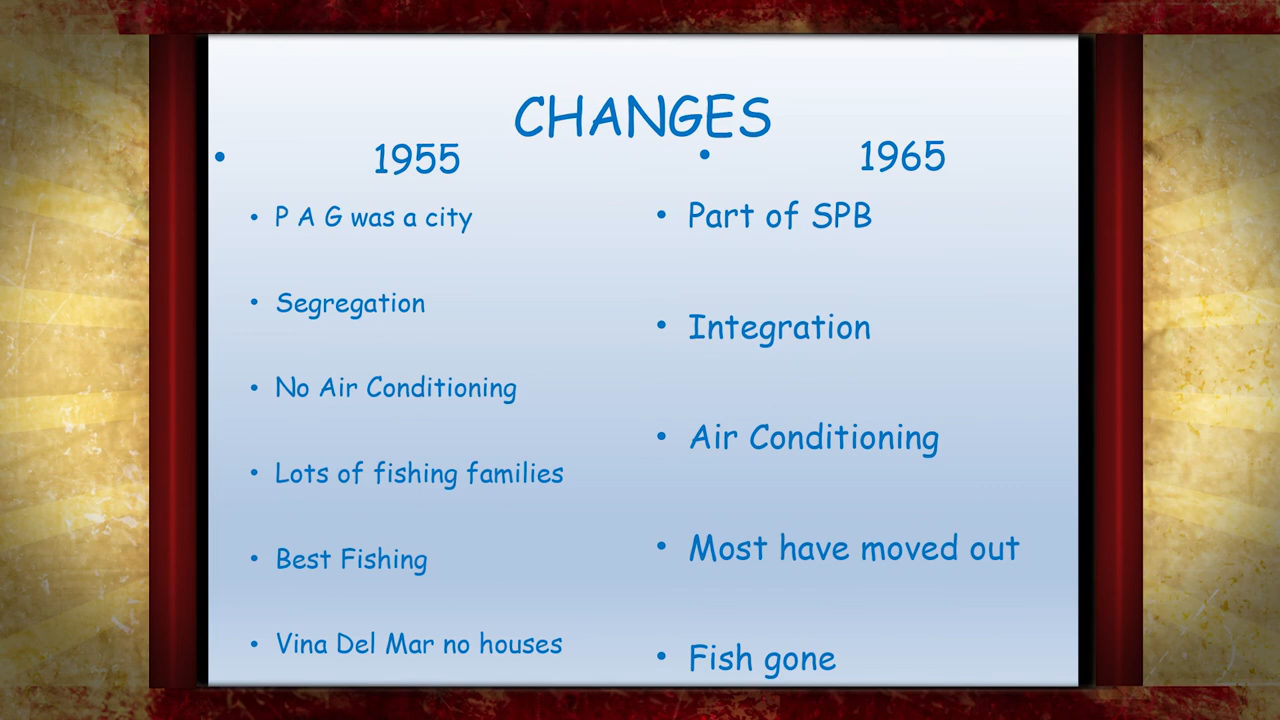 CHANGES
• 1955
• P A G was a city
• Segregation
• No Air Conditioning
• Lots of fishing families
• Best Fishing
• Vina Del Mar no houses
• 1965
• Part of SPB
• Integration
• Air Conditioning
• Most have moved out
• Fish gone